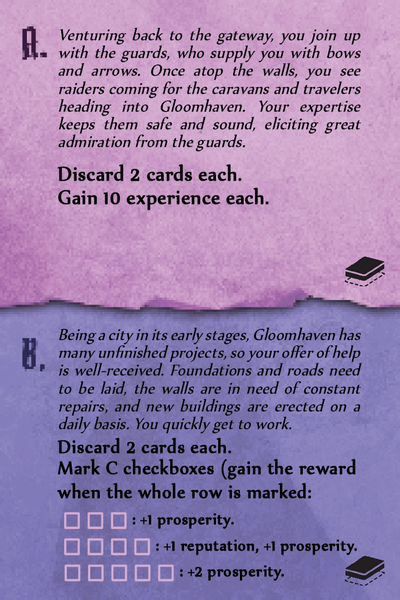 A.
Venturing back to the gateway, you join up
with the guards, who supply you with bows
and arrows. Once atop the walls, you see
raiders coming for the caravans and travelers
heading into Gloomhaven. Your expertise
keeps them safe and sound, eliciting great
admiration from the guards.
Discard 2 cards each.
Gain 10 experience each.
B.
Being a city in its early stages, Gloomhaven has
many unfinished projects, so your offer of help
is well-received. Foundations and roads need
to be laid, the walls are in need of constant
repairs, and new buildings are erected on a
daily basis. You quickly get to work.
Discard 2 cards each.
Mark C checkboxes (gain the reward
when the whole row is marked:
: +1 prosperity.
: +1 reputation, +1 prosperity.
: +2 prosperity.